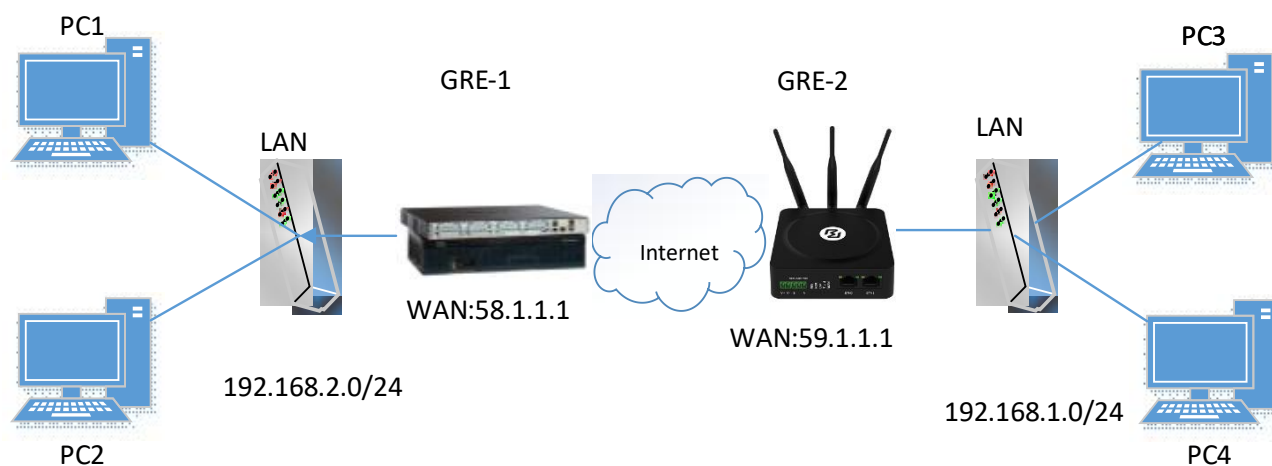 PC1
PC3
GRE-1
GRE-2
LAN
LAN
Internet
WAN:58.1.1.1
WAN:59.1.1.1
192.168.2.0/24
192.168.1.0/24
PC2
PC4